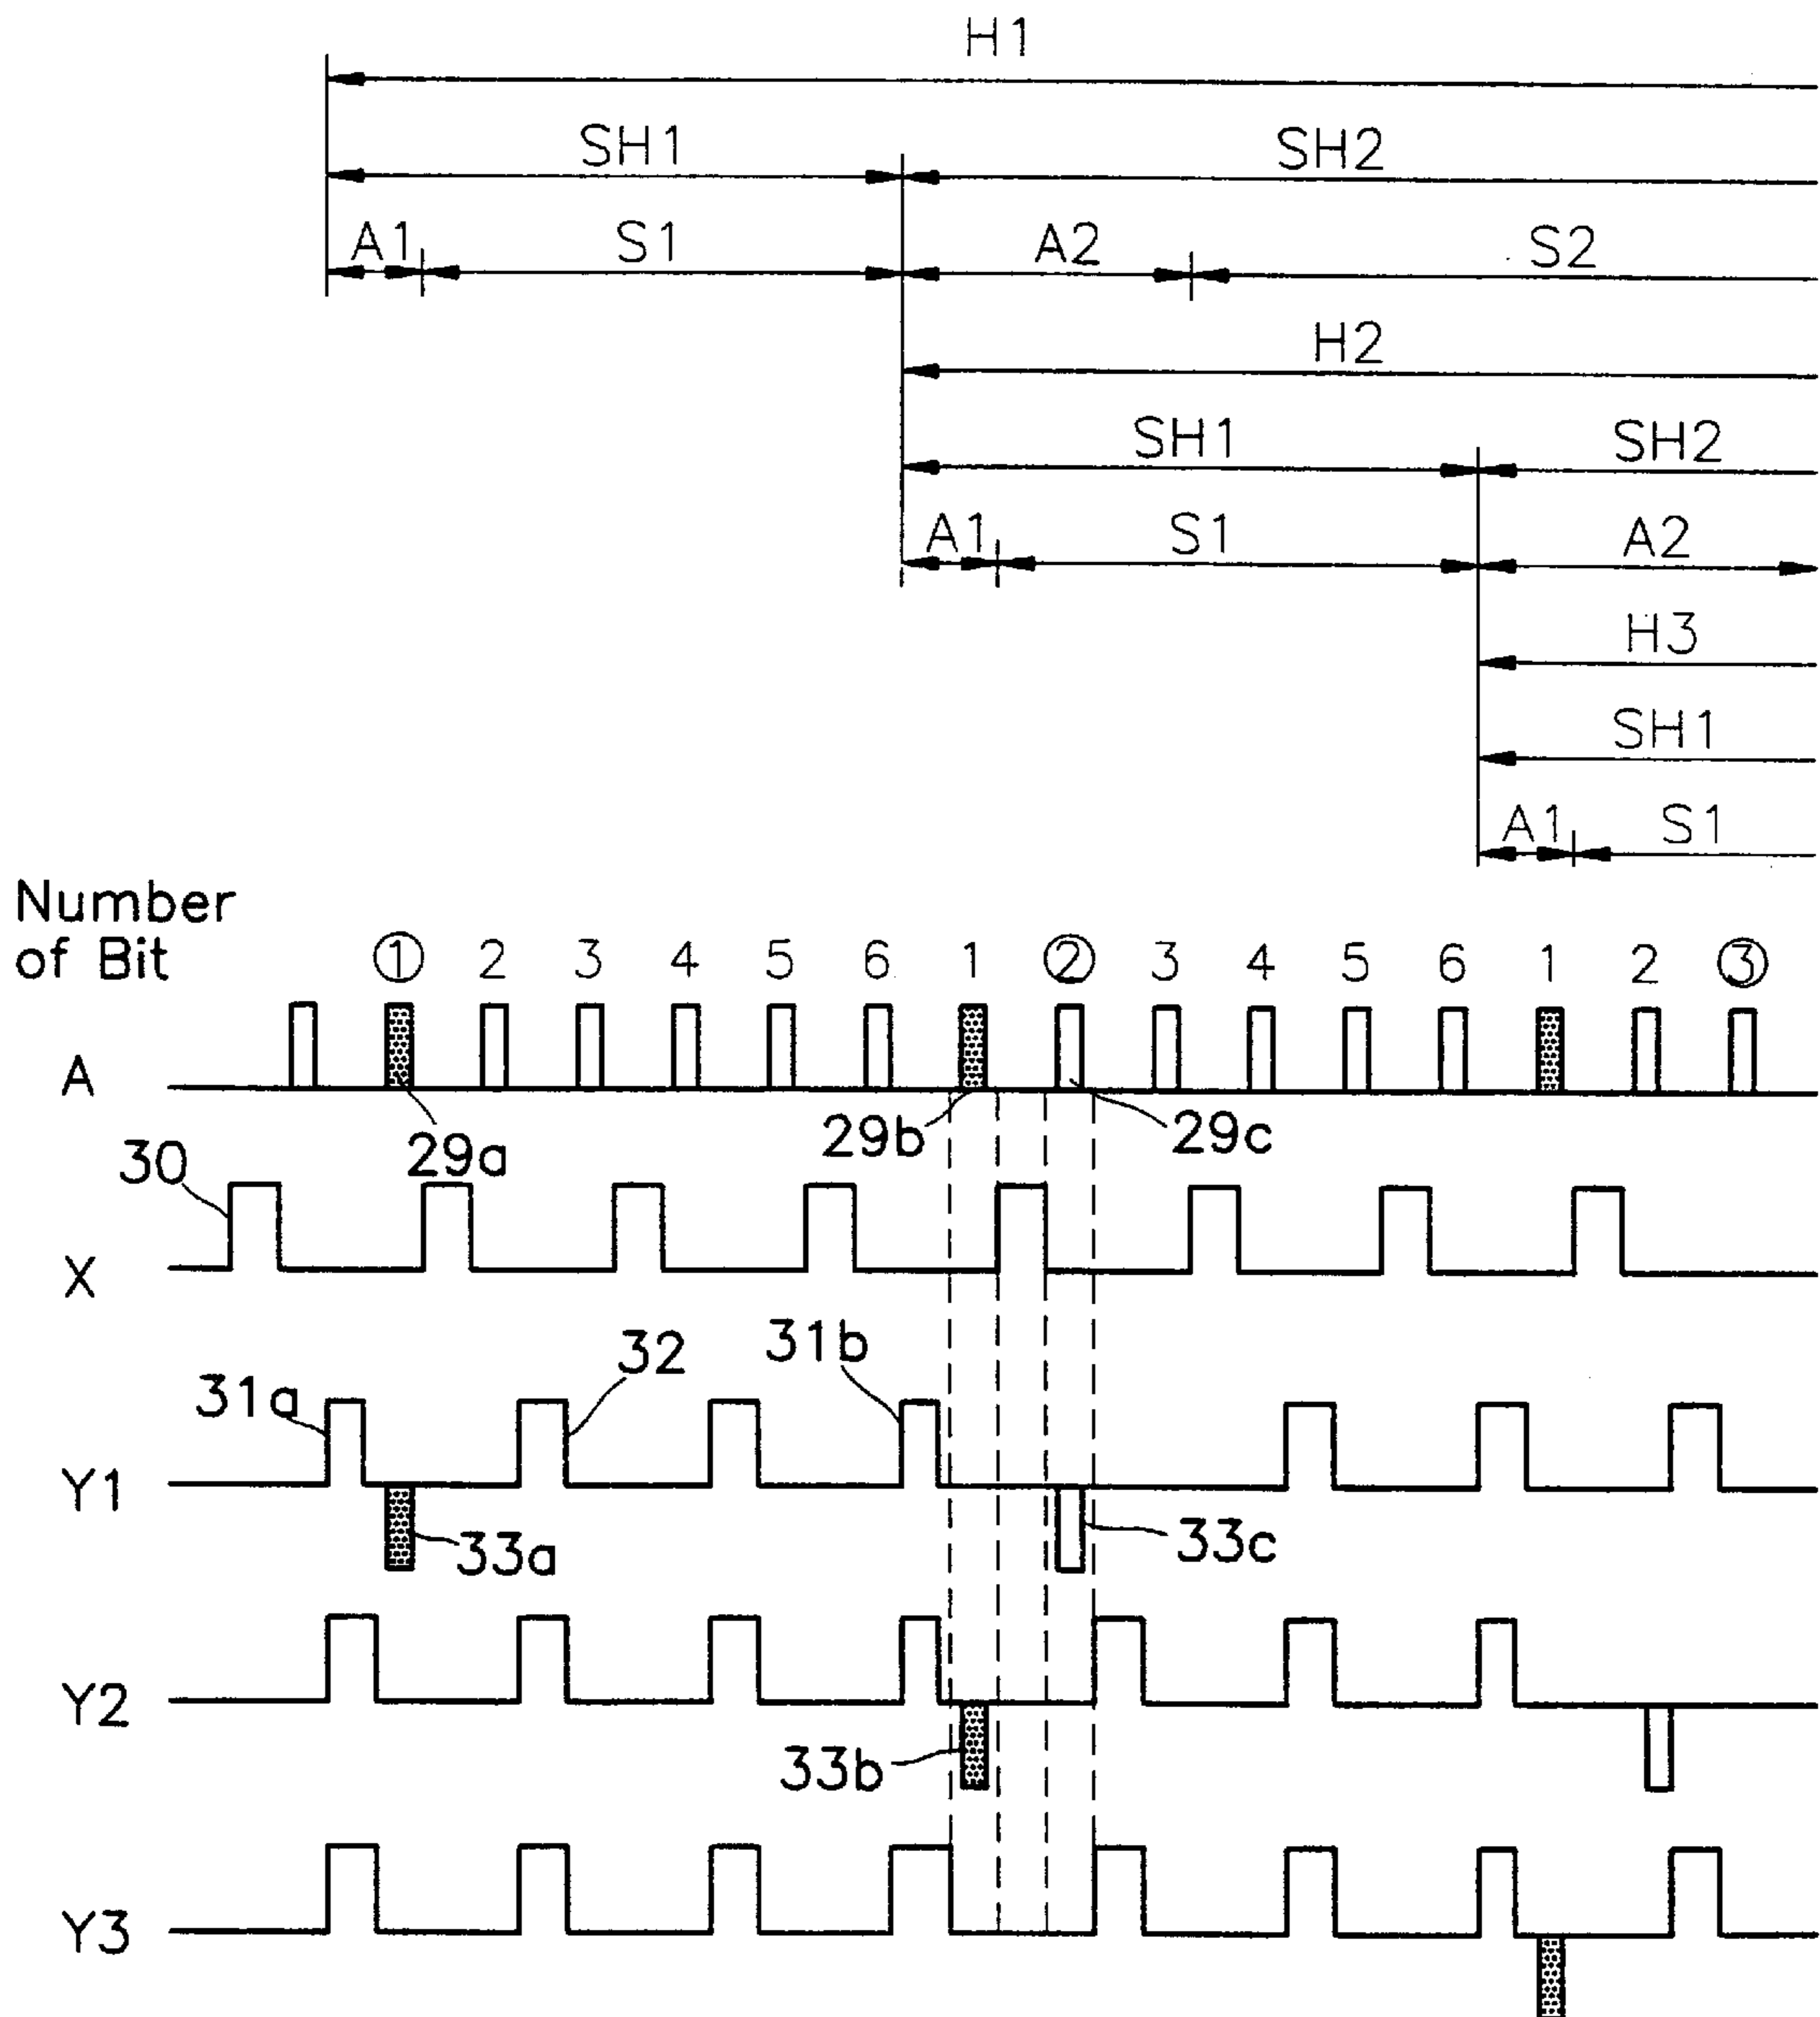 H1
SH1 SH2
A1 S1 A2 S2
H2
SH1 SH2
A1 S1 A2
H3
SH1
A1 S1
Number
of Bit ① 2 3 4 5 6 1 ② 3 4 5 6 1 2 ③
A
29a 29b 29c
30
X
31a 32 31b
Y1
33a 33c
Y2
33b
Y3